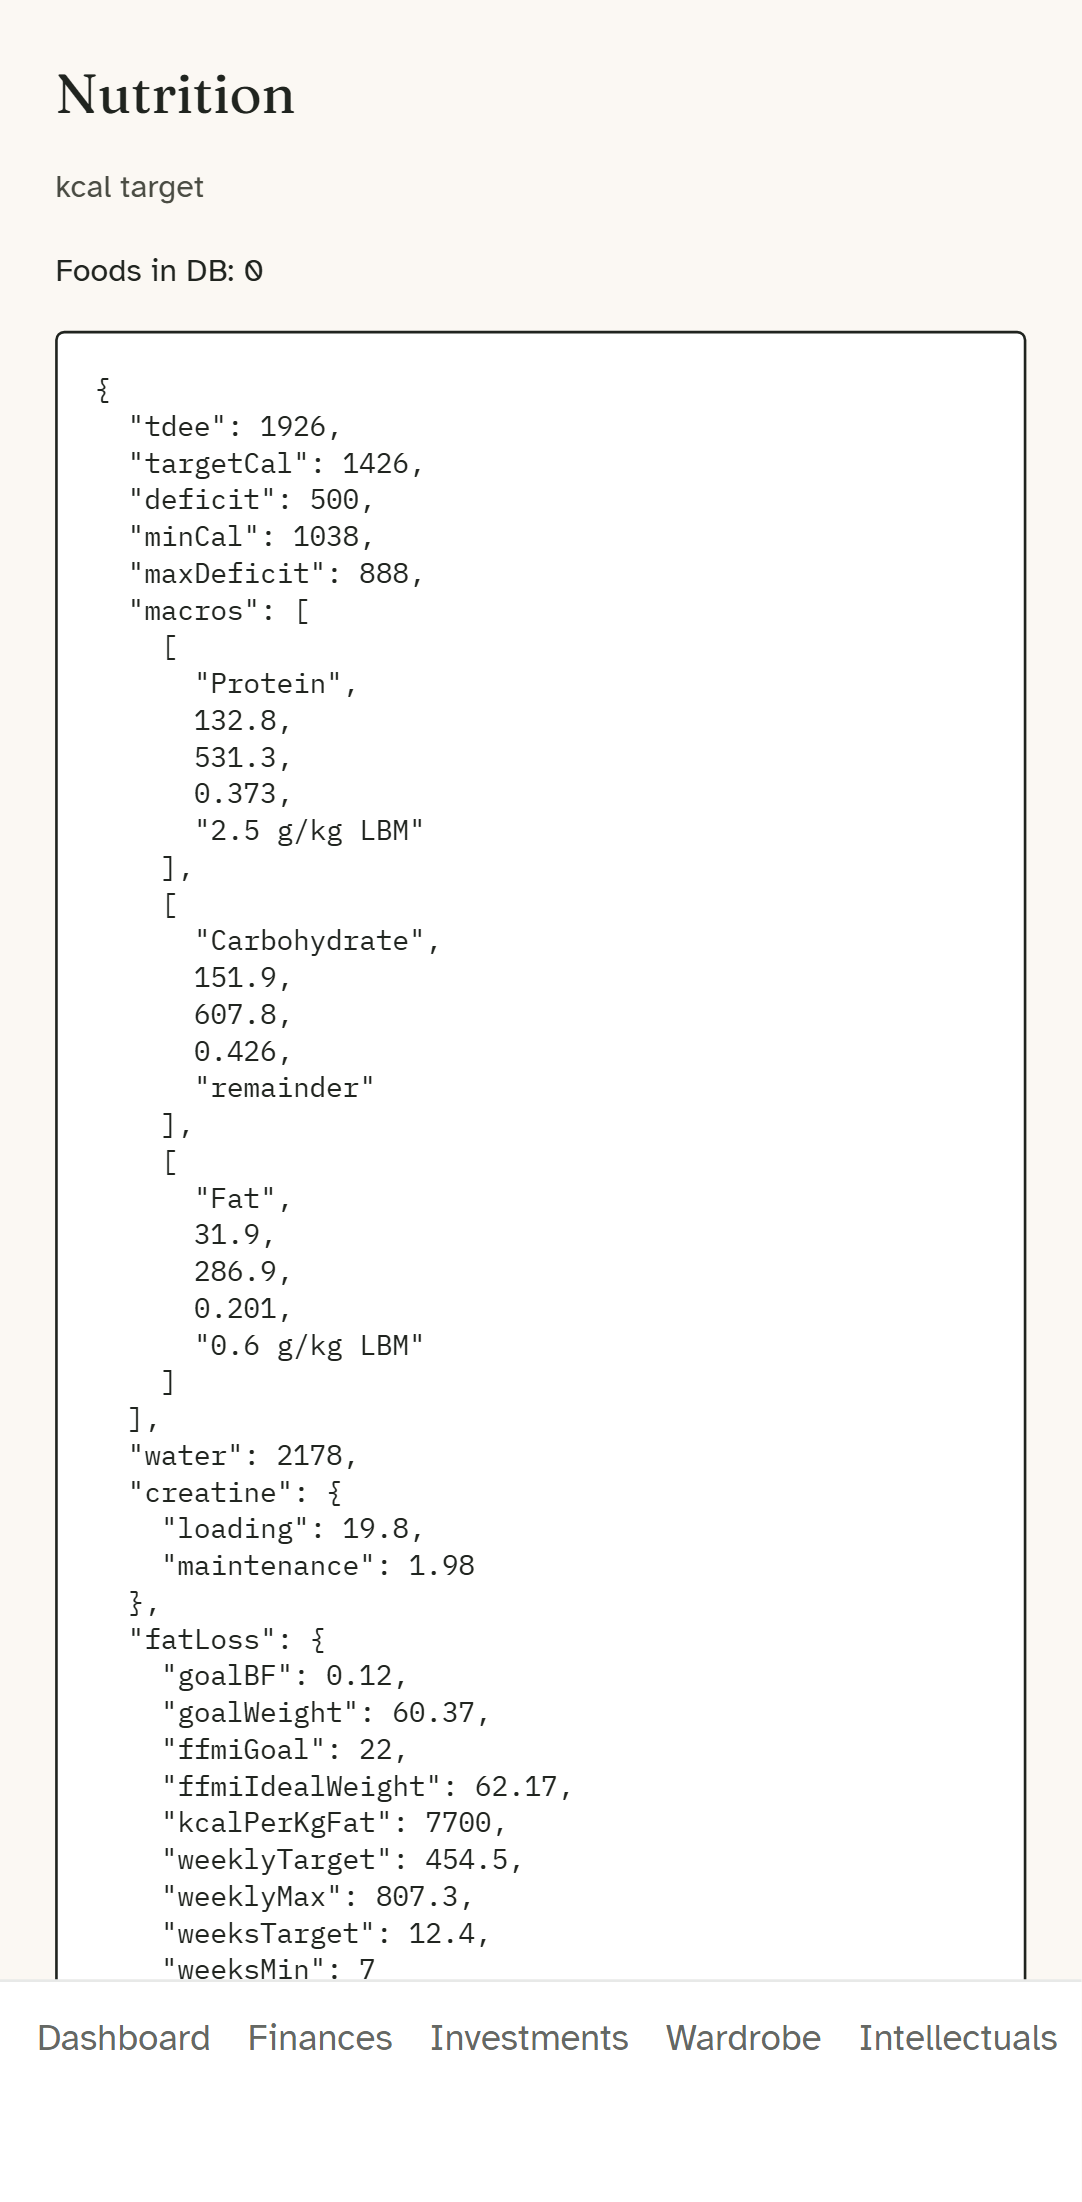 Nutrition
kcal target
Foods in DB: 0
{
  "tdee": 1926,
  "targetCal": 1426,
  "deficit": 500,
  "minCal": 1038,
  "maxDeficit": 888,
  "macros": [
    [
      "Protein",
      132.8,
      531.3,
      0.373,
      "2.5 g/kg LBM"
    ],
    [
      "Carbohydrate",
      151.9,
      607.8,
      0.426,
      "remainder"
    ],
    [
      "Fat",
      31.9,
      286.9,
      0.201,
      "0.6 g/kg LBM"
    ]
  ],
  "water": 2178,
  "creatine": {
    "loading": 19.8,
    "maintenance": 1.98
  },
  "fatLoss": {
    "goalBF": 0.12,
    "goalWeight": 60.37,
    "ffmiGoal": 22,
    "ffmiIdealWeight": 62.17,
    "kcalPerKgFat": 7700,
    "weeklyTarget": 454.5,
    "weeklyMax": 807.3,
    "weeksTarget": 12.4,
    "weeksMin": 7
Dashboard Finances Investments Wardrobe Intellectuals